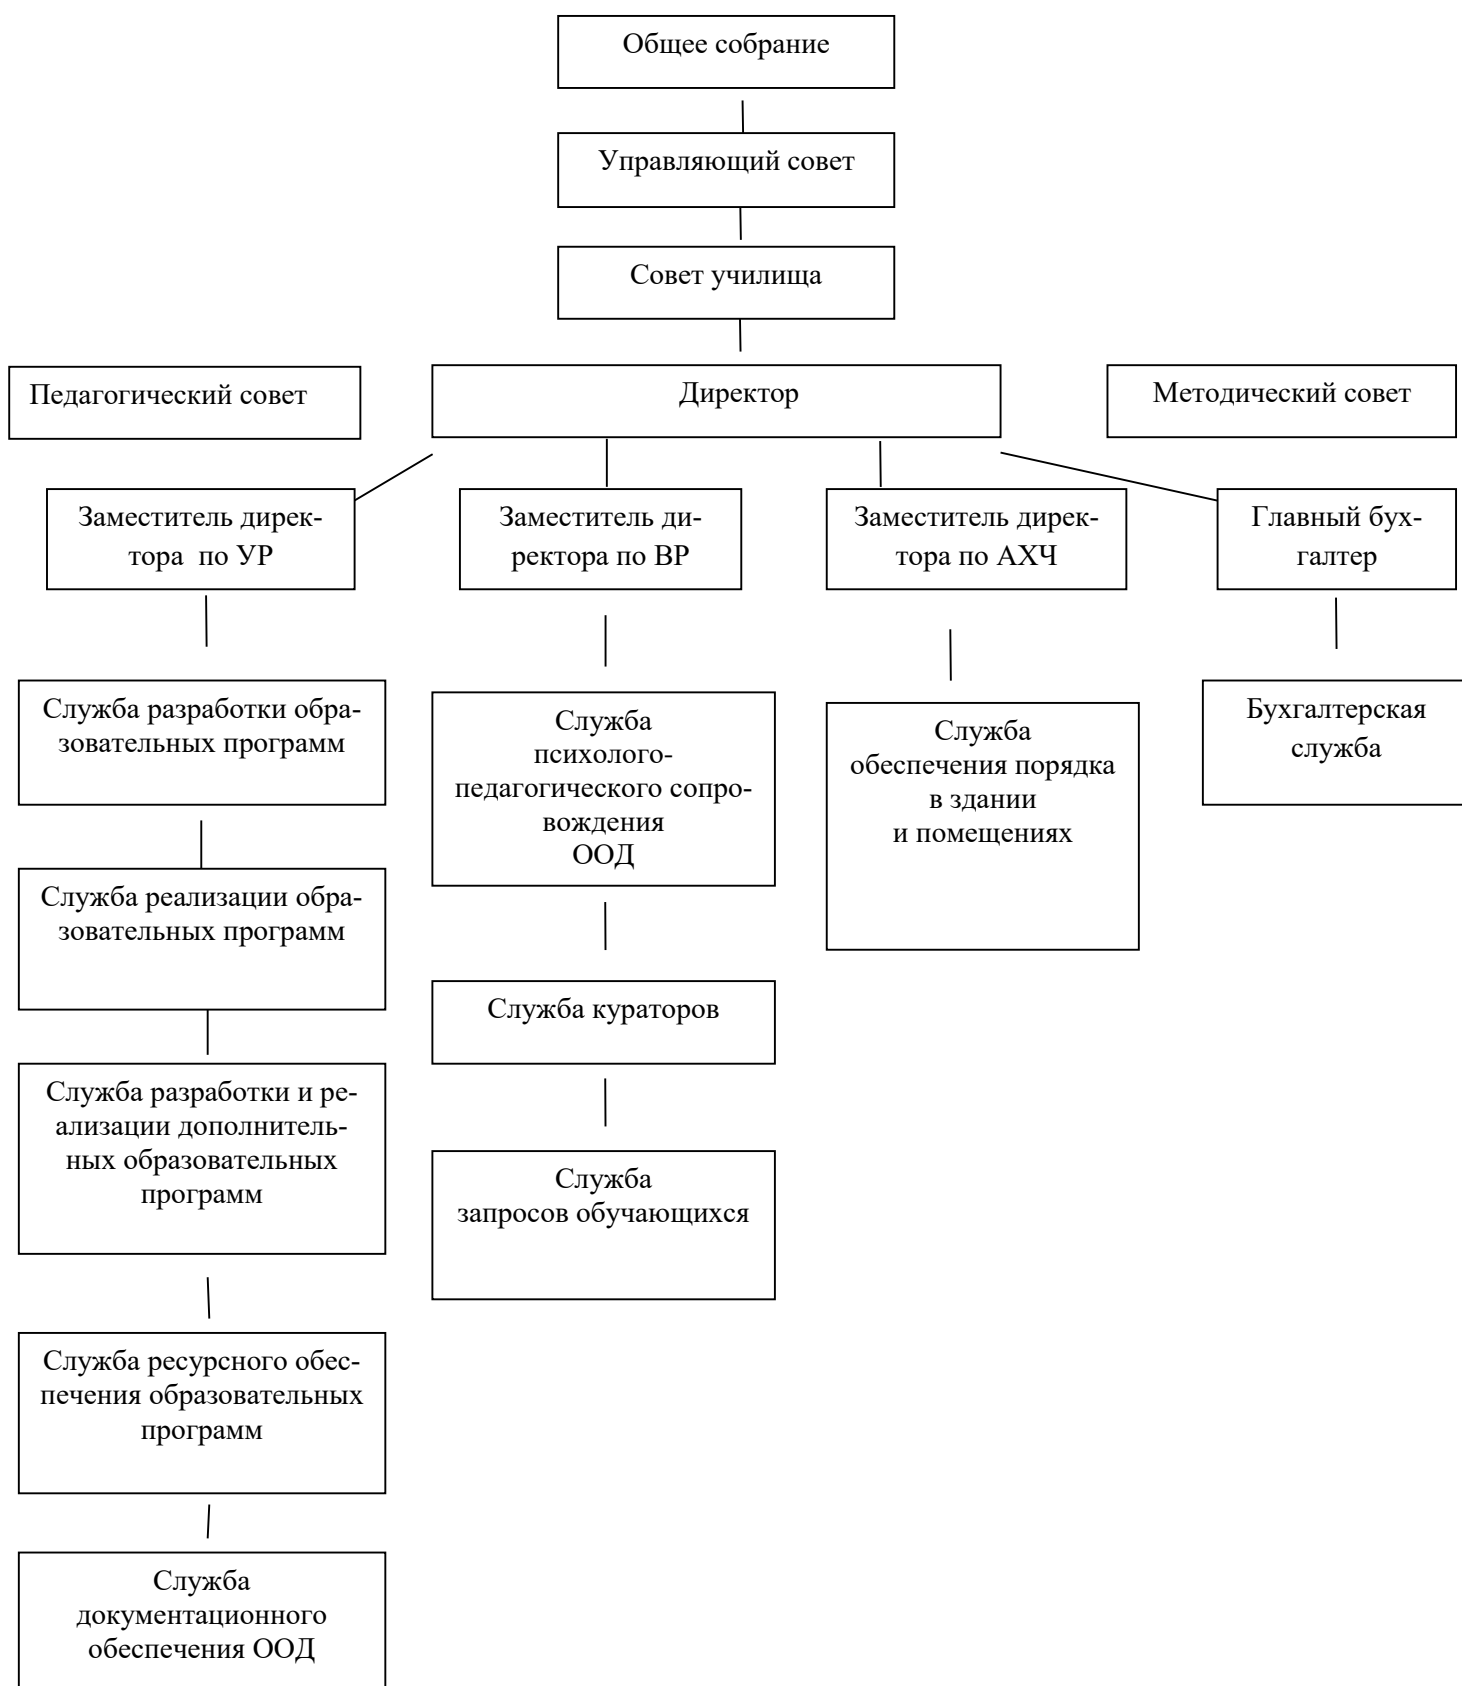 Общее собрание
Управляющий совет
Совет училища
Педагогический совет
Директор
Методический совет
Заместитель дирек-
тора по УР
Заместитель ди-
ректора по ВР
Заместитель дирек-
тора по АХЧ
Главный бух-
галтер
Служба разработки обра-
зовательных программ
Служба
психолого-
педагогического сопро-
вождения
ООД
Служба
обеспечения порядка
в здании
и помещениях
Бухгалтерская
служба
Служба реализации обра-
зовательных программ
Служба кураторов
Служба разработки и ре-
ализации дополнитель-
ных образовательных
программ
Служба
запросов обучающихся
Служба ресурсного обес-
печения образовательных
программ
Служба
документационного
обеспечения ООД